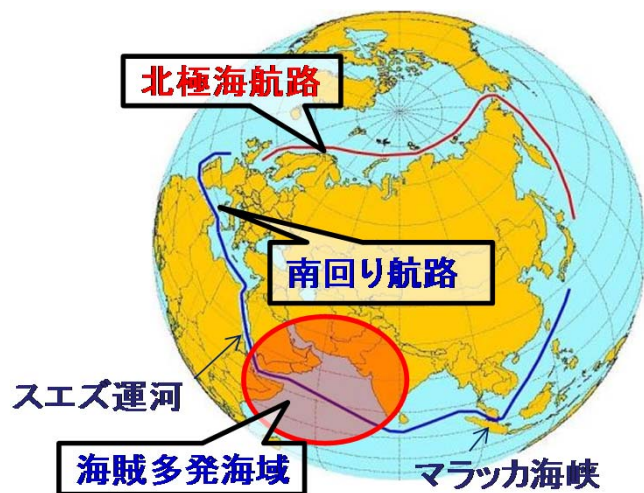 北極海航路
南回り航路
スエズ運河
海賊多発海域
マラッカ海峡